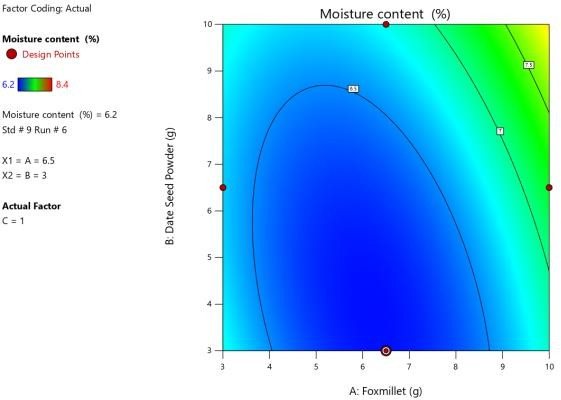 Factor Coding: Actual
Moisture content (%)
Moisture content (%)
Design Points
6.2 8.4
Moisture content (%) = 6.2
Std # 9 Run # 6
X1 = A = 6.5
X2 = B = 3
Actual Factor
C = 1
B: Date Seed Powder (g)
10
9
8
7
6
5
4
3
3 4 5 6 7 8 9 10
A: Foxmillet (g)
6.5
7
7.5